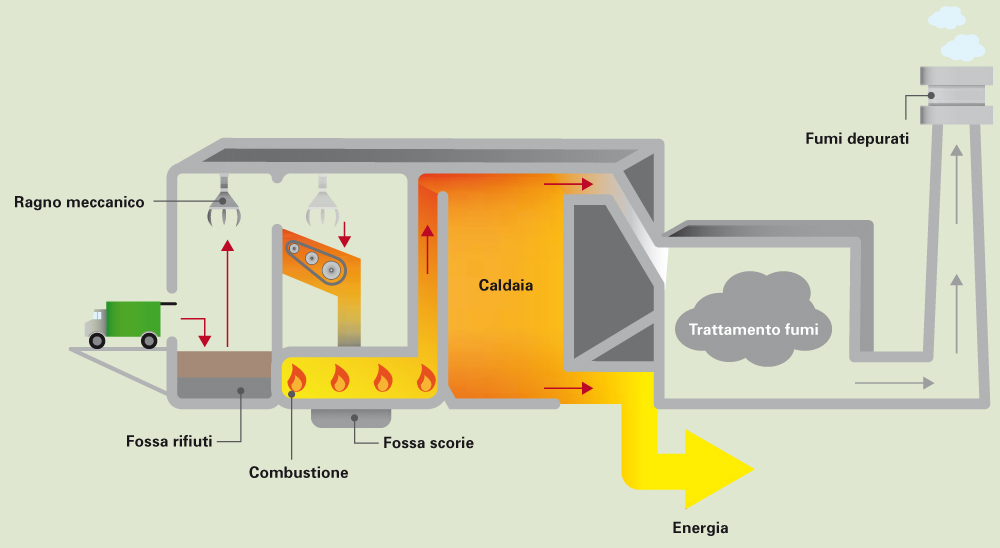 Fumi depurati
Ragno meccanico
Caldaia
Trattamento fumi
Fossa rifiuti
Fossa scorie
Combustione
Energia